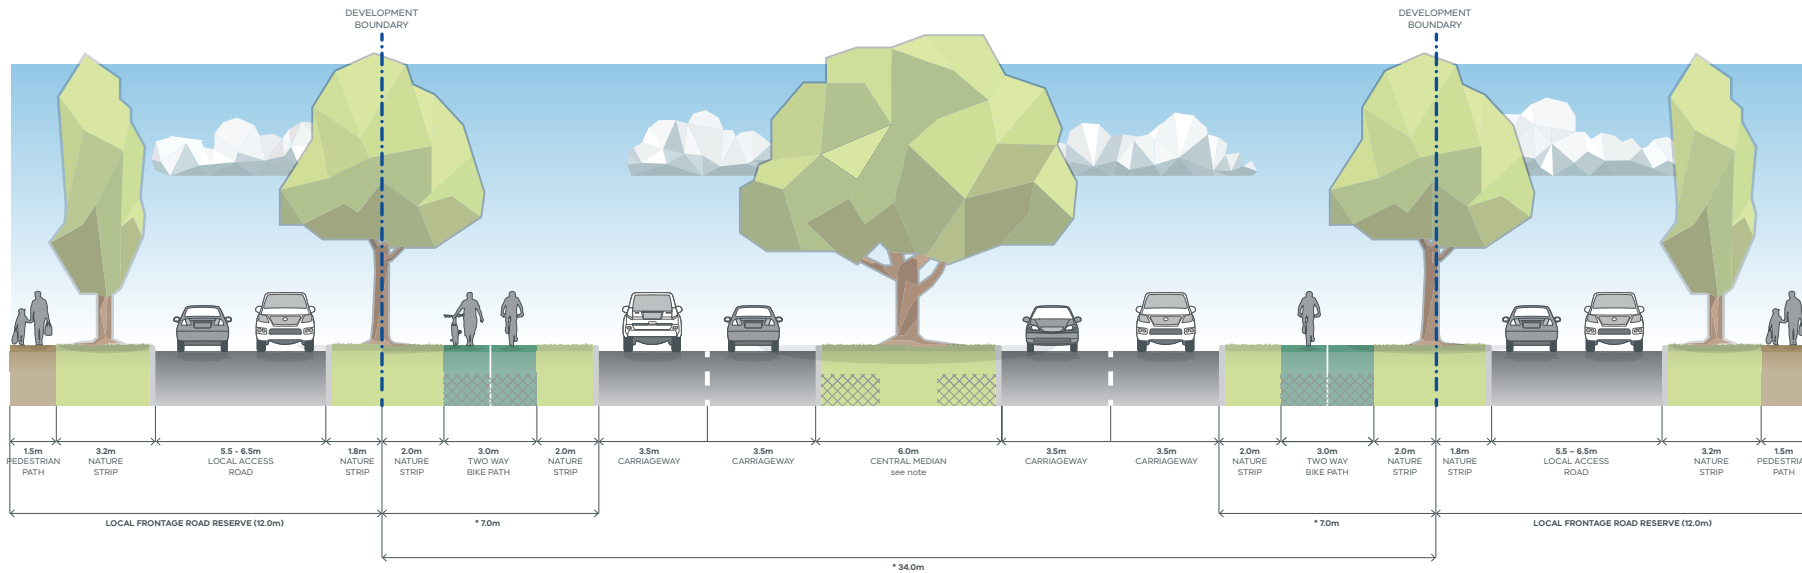 DEVELOPMENT
BOUNDARY
DEVELOPMENT
BOUNDARY
1.5m
PEDESTRIAN
PATH
3.2m
NATURE
STRIP
5.5 - 6.5m
LOCAL ACCESS
ROAD
1.8m
NATURE
STRIP
2.0m
NATURE
STRIP
3.0m
TWO WAY
BIKE PATH
2.0m
NATURE
STRIP
3.5m
CARRIAGEWAY
3.5m
CARRIAGEWAY
6.0m
CENTRAL MEDIAN
see note
3.5m
CARRIAGEWAY
3.5m
CARRIAGEWAY
2.0m
NATURE
STRIP
3.0m
TWO WAY
BIKE PATH
2.0m
NATURE
STRIP
1.8m
NATURE
STRIP
5.5 – 6.5m
LOCAL ACCESS
ROAD
3.2m
NATURE
STRIP
1.5m
PEDESTRIA
PATH
LOCAL FRONTAGE ROAD RESERVE (12.0m)
* 7.0m
* 7.0m
LOCAL FRONTAGE ROAD RESERVE (12.0m)
* 34.0m